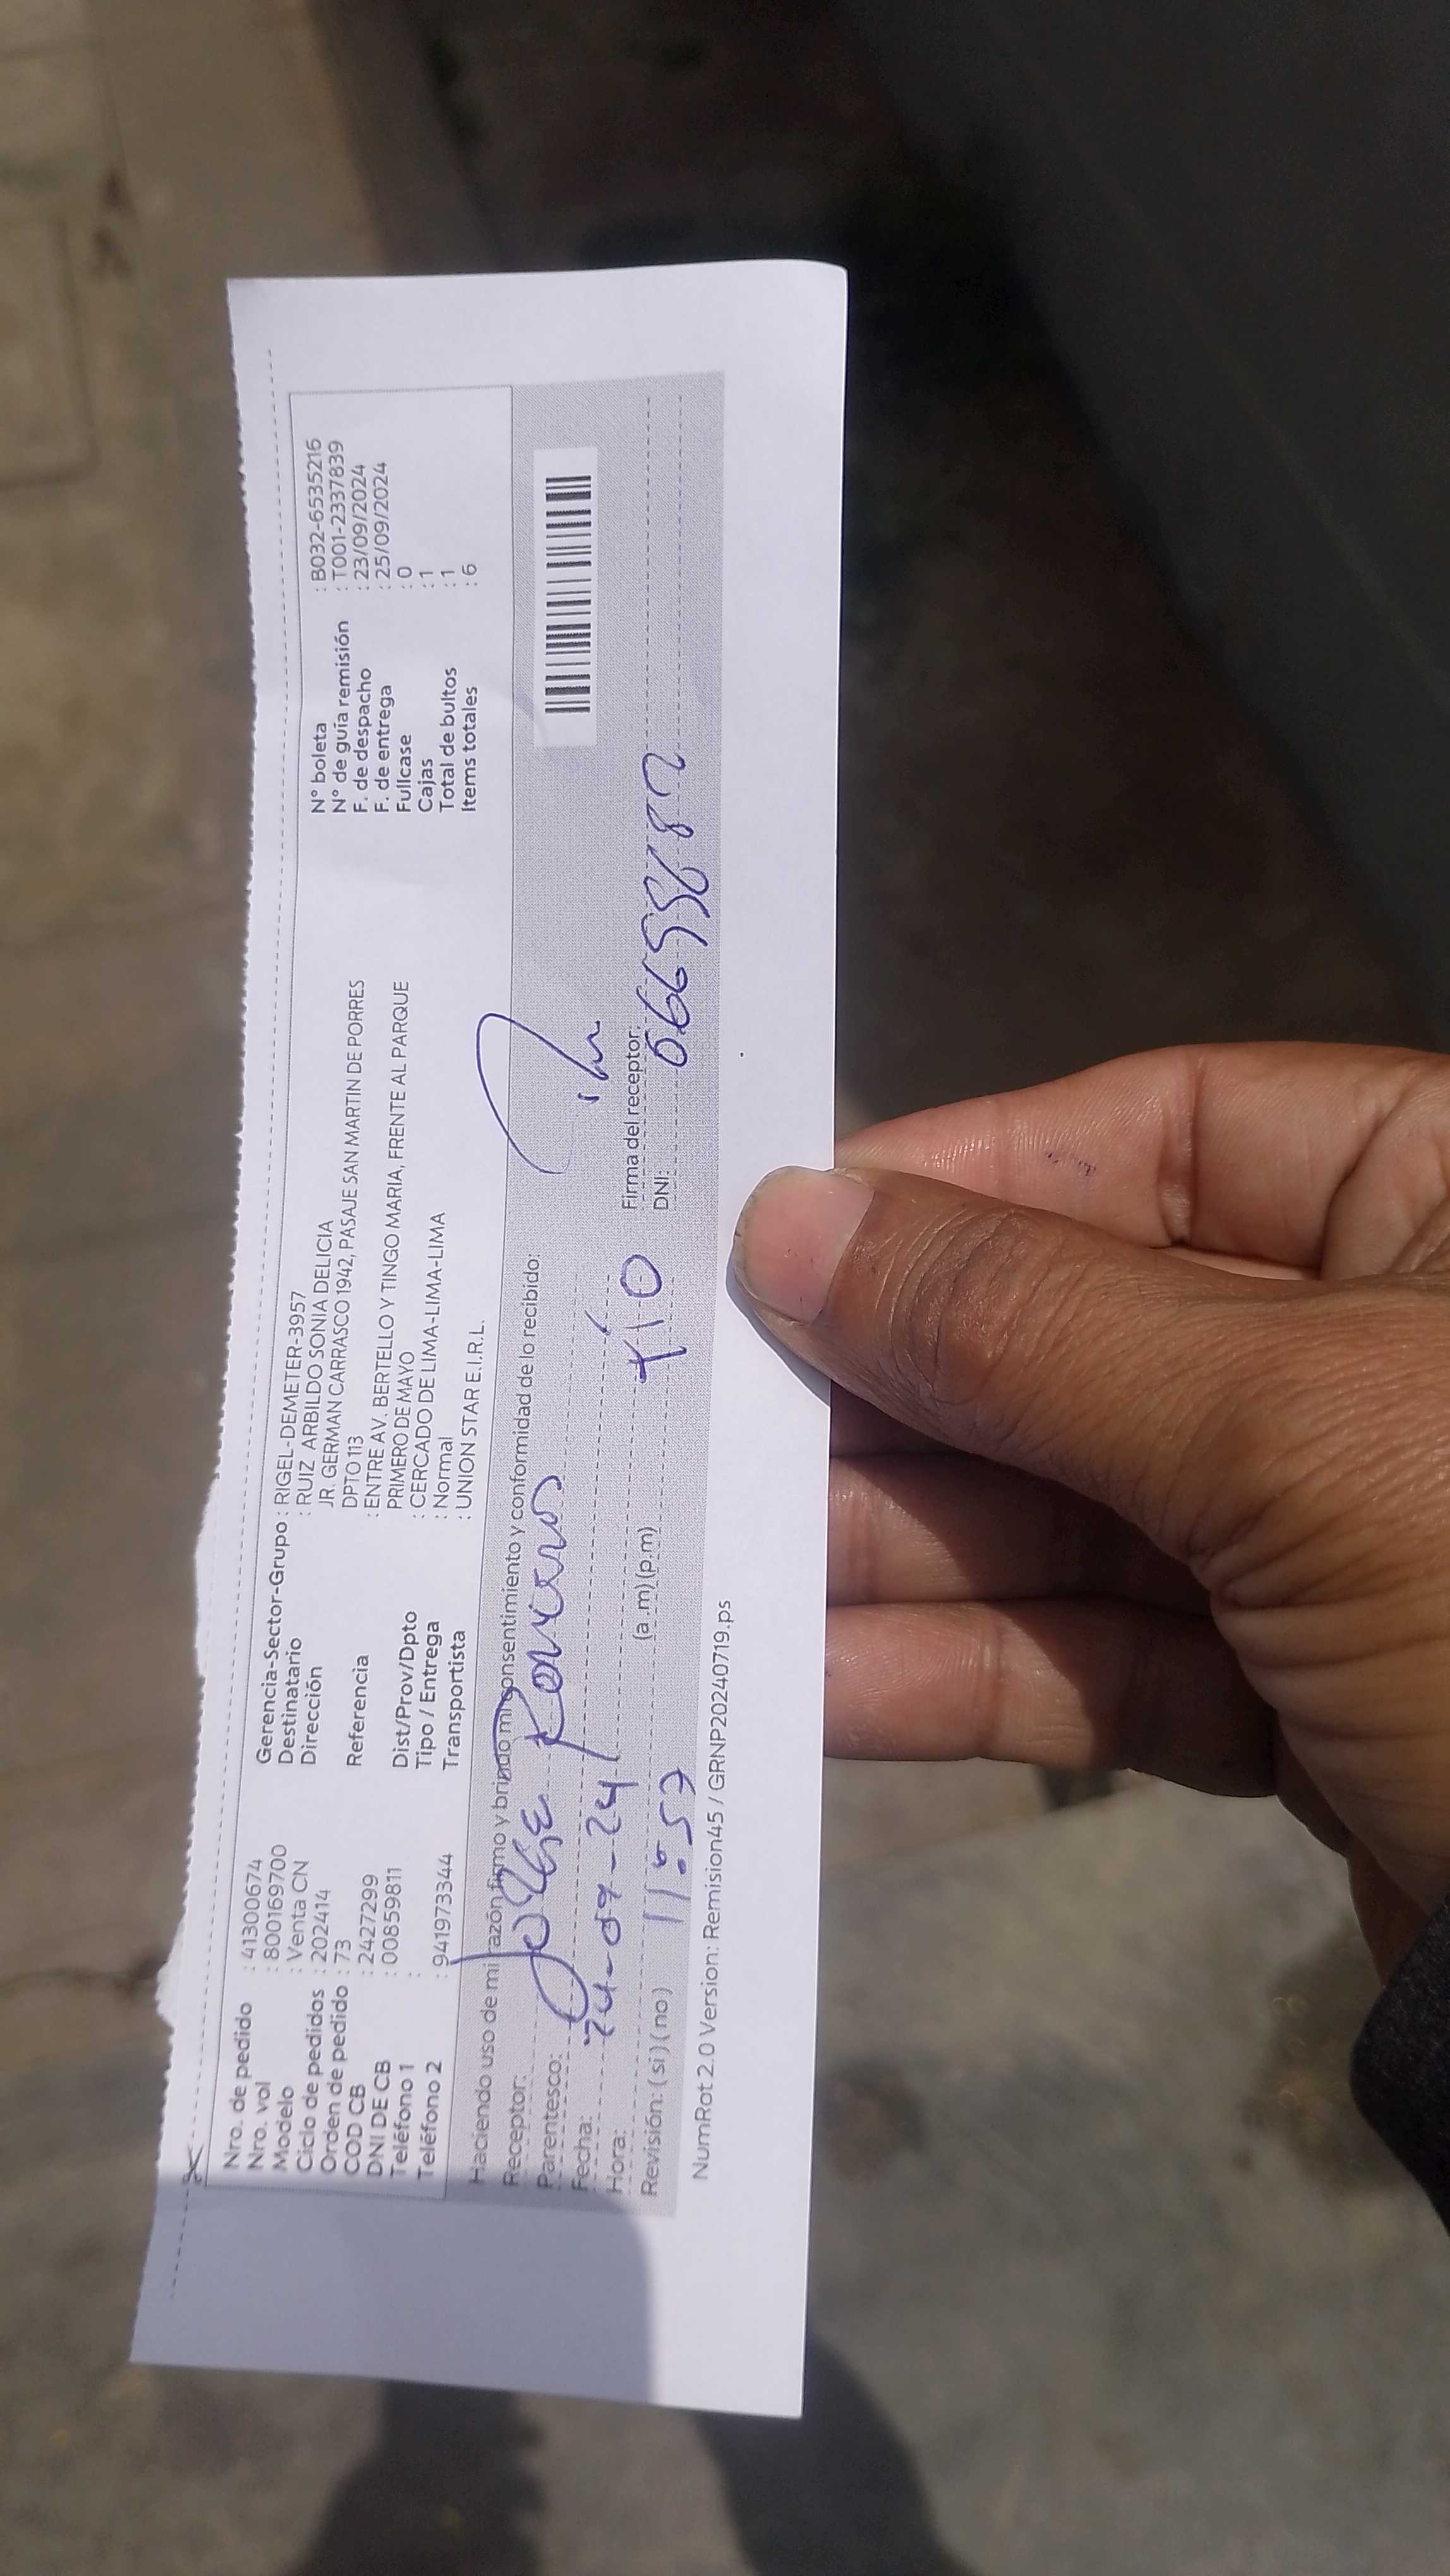 Nro. de pedido : 41300674
Nro. vol : 800169700
Modelo : Venta CN
Ciclo de pedidos : 202414
Orden de pedido : 73
COD CB : 2427299
DNI DE CB : 00859811
Teléfono 1 :
Teléfono 2 : 941973344
Gerencia-Sector-Grupo : RIGEL-DEMETER-3957
Destinatario : RUIZ ARBILDO SONIA DELICIA
Dirección JR. GERMAN CARRASCO 1942, PASAJE SAN MARTIN DE PORRES
DPTO 113
Referencia : ENTRE AV. BERTELLO Y TINGO MARIA, FRENTE AL PARQUE
PRIMERO DE MAYO
Dist/Prov/Dpto : CERCADO DE LIMA-LIMA-LIMA
Tipo / Entrega : Normal
Transportista : UNION STAR E.I.R.L.
N° boleta : B032-6535216
N° de guía remisión : T001-2337839
F. de despacho : 23/09/2024
F. de entrega : 25/09/2024
Fullcase : 0
Cajas : 1
Total de bultos : 1
Items totales : 6
Haciendo uso de mi razón firmo y brindo mi consentimiento y conformidad de lo recibido:
Receptor: JORGE
Parentesco: TIO
Fecha: 24-09-24
Hora: 11:57 (a.m) (p.m)
Revisión: (si) (no)
Firma del receptor:
DNI:
NumRot 2.0 Version: Remision45 / GRNP20240719.ps